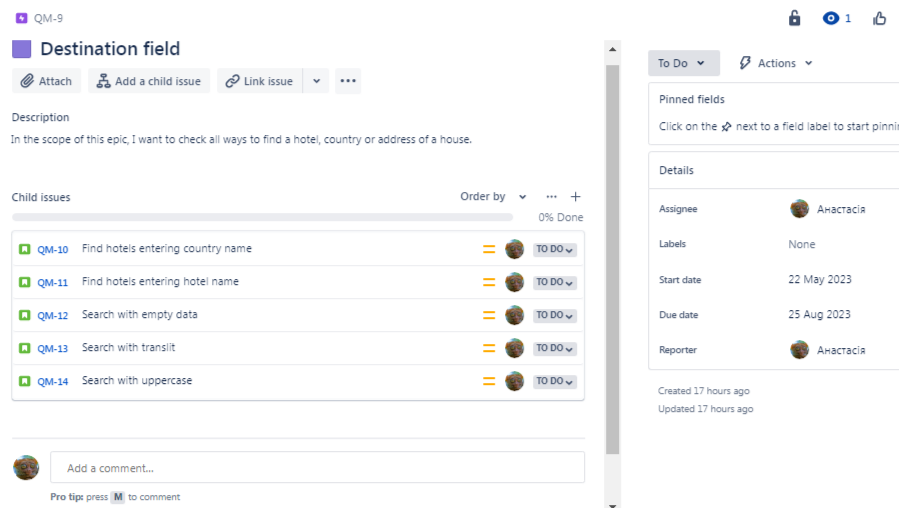 QM-9
1
Destination field
Attach
Add a child issue
Link issue
Description
In the scope of this epic, I want to check all ways to find a hotel, country or address of a house.
Child issues
Order by
0% Done
QM-10 Find hotels entering country name TO DO
QM-11 Find hotels entering hotel name TO DO
QM-12 Search with empty data TO DO
QM-13 Search with translit TO DO
QM-14 Search with uppercase TO DO
Add a comment...
Pro tip: press M to comment
To Do
Actions
Pinned fields
Click on the next to a field label to start
Details
Assignee Анастасія
Labels None
Start date 22 May 2023
Due date 25 Aug 2023
Reporter Анастасія
Created 17 hours ago
Updated 17 hours ago